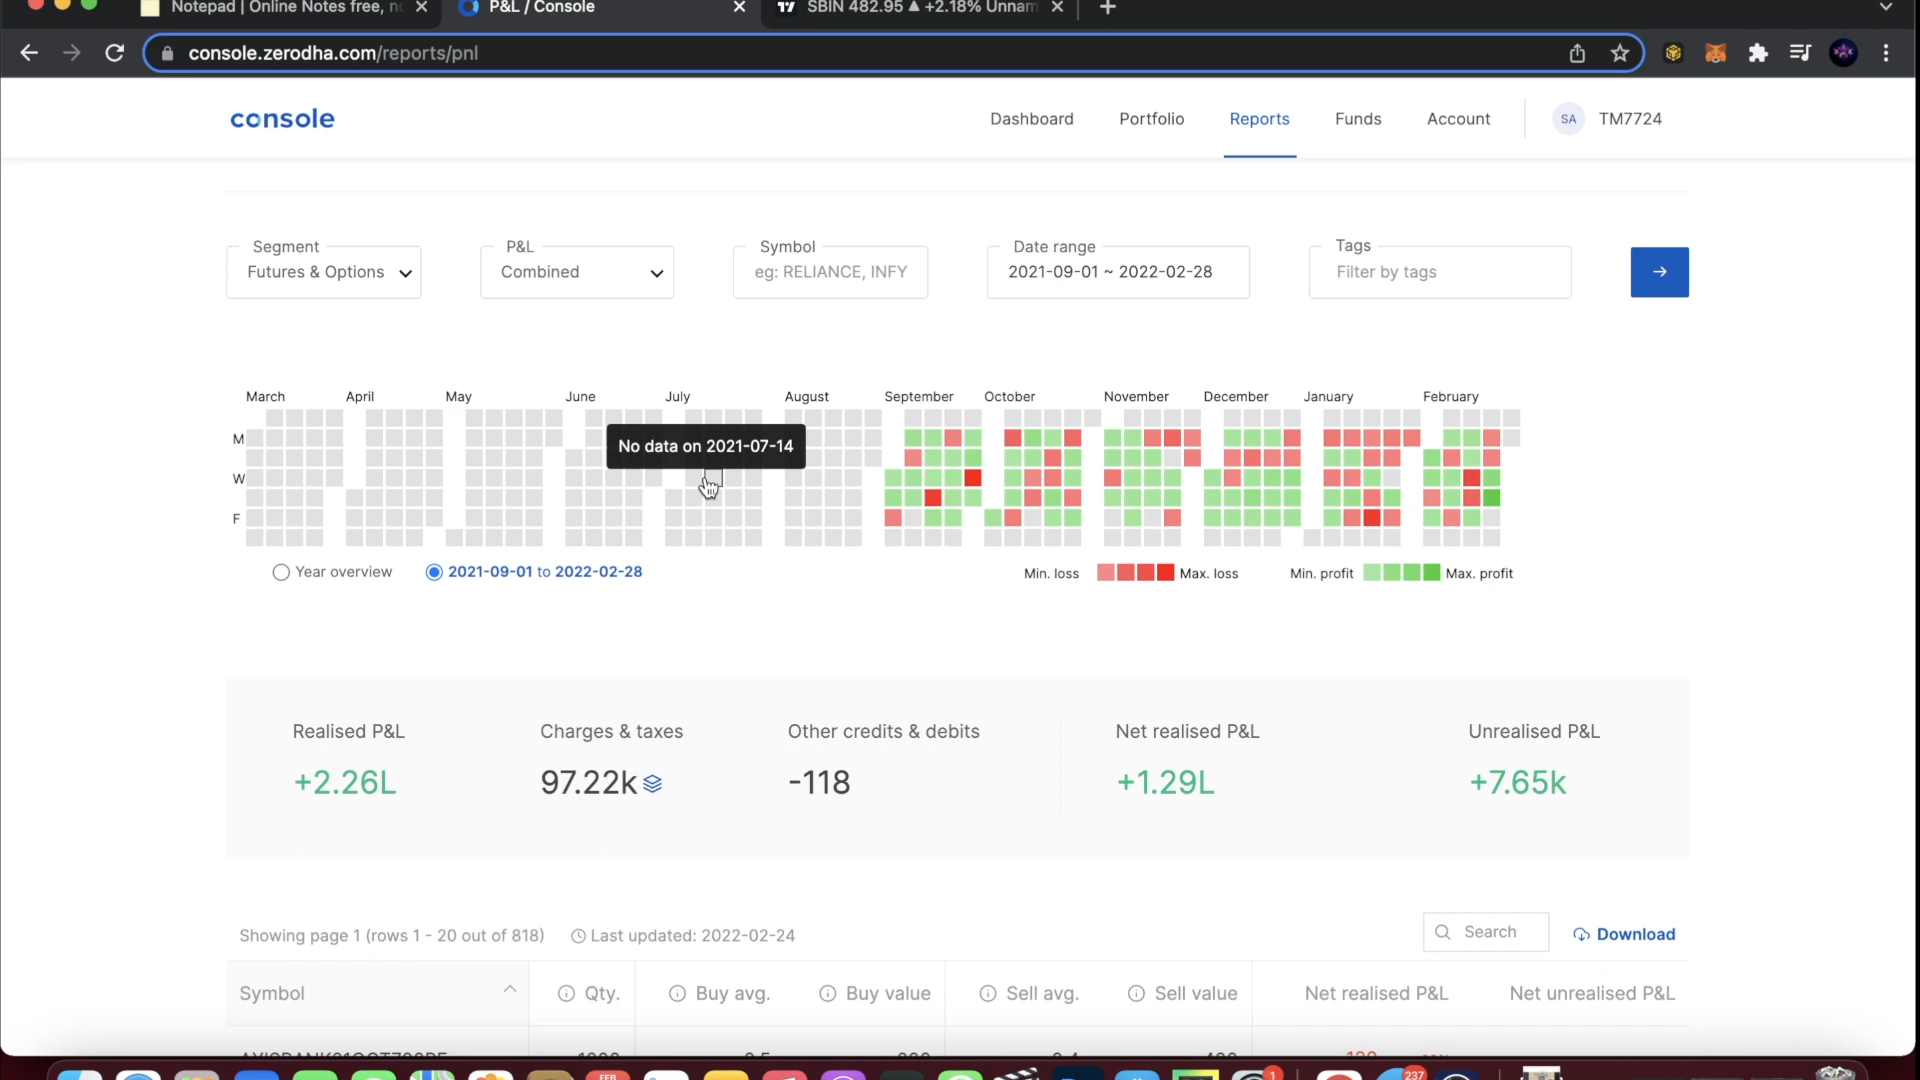 Notepad | Online Notes free, no
P&L / Console
SBIN 482.95 ▲ +2.18% Unnam
console.zerodha.com/reports/pnl
console
Dashboard
Portfolio
Reports
Funds
Account
SA
TM7724
Segment
Futures & Options
P&L
Combined
Symbol
eg: RELIANCE, INFY
Date range
2021-09-01 ~ 2022-02-28
Tags
Filter by tags
March April May June July August September October November December January February
M
W
F
No data on 2021-07-14
Year overview
2021-09-01 to 2022-02-28
Min. loss
Max. loss
Min. profit
Max. profit
Realised P&L
+2.26L
Charges & taxes
97.22k
Other credits & debits
-118
Net realised P&L
+1.29L
Unrealised P&L
+7.65k
Showing page 1 (rows 1 - 20 out of 818)
Last updated: 2022-02-24
Search
Download
Symbol
Qty.
Buy avg.
Buy value
Sell avg.
Sell value
Net realised P&L
Net unrealised P&L
FEB
1
237